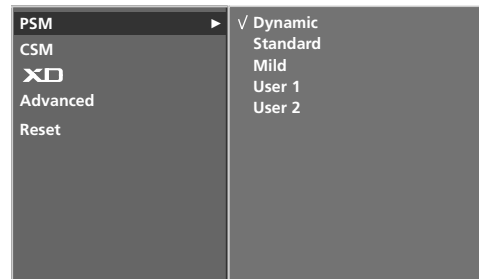 PSM ►
CSM
XD
Advanced
Reset
√ Dynamic
Standard
Mild
User 1
User 2